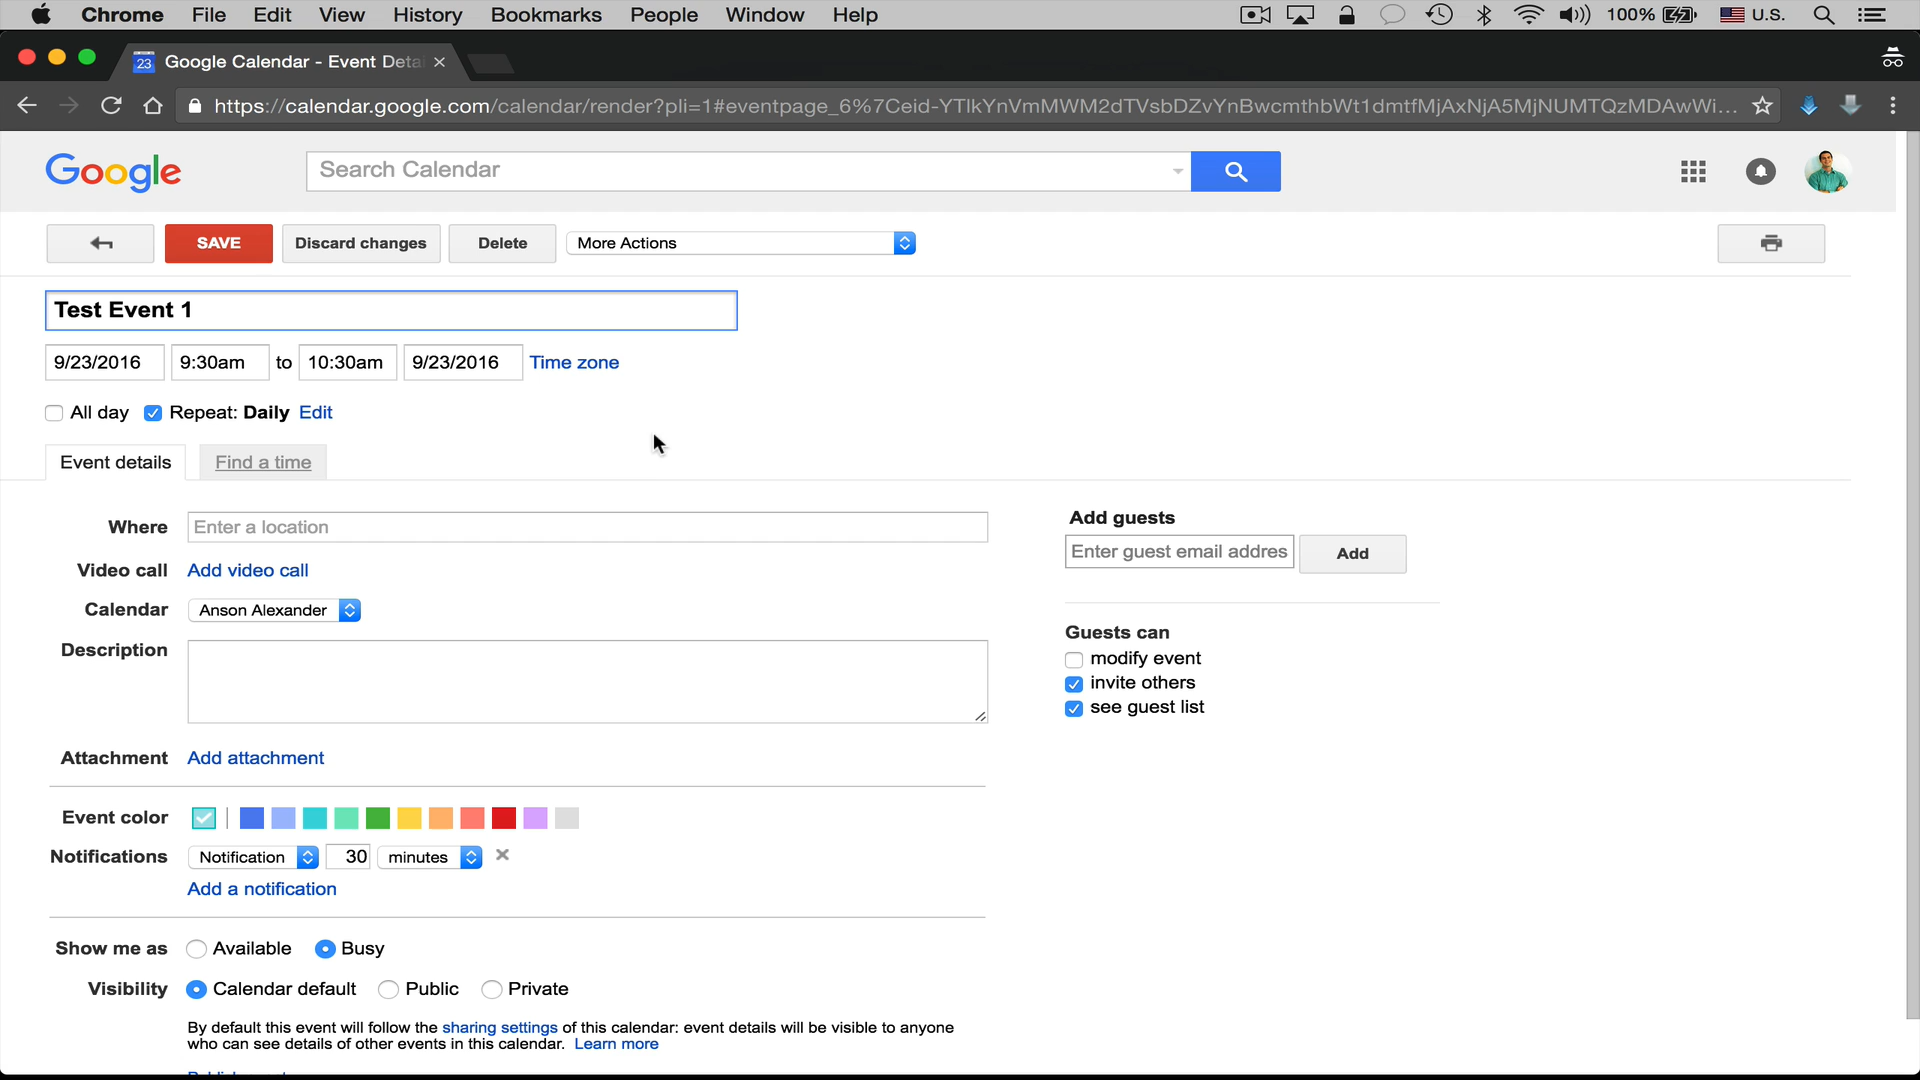 Chrome File Edit View History Bookmarks People Window Help 100% U.S.
23 Google Calendar - Event Deta
https://calendar.google.com/calendar/render?pli=1#eventpage_6%7Ceid-YTlkYnVmMWM2dTVsbDZvYnBwcmthbWt1dmtfMjAxNjA5MjNUMTQzMDAwWi...
Google Search Calendar
SAVE Discard changes Delete More Actions
Test Event 1
9/23/2016 9:30am to 10:30am 9/23/2016 Time zone
All day Repeat: Daily Edit
Event details Find a time
Where Enter a location
Video call Add video call
Calendar Anson Alexander
Description
Attachment Add attachment
Event color
Notifications Notification 30 minutes
Add a notification
Show me as Available Busy
Visibility Calendar default Public Private
By default this event will follow the sharing settings of this calendar: event details will be visible to anyone
who can see details of other events in this calendar. Learn more
Add guests
Enter guest email addres Add
Guests can
modify event
invite others
see guest list